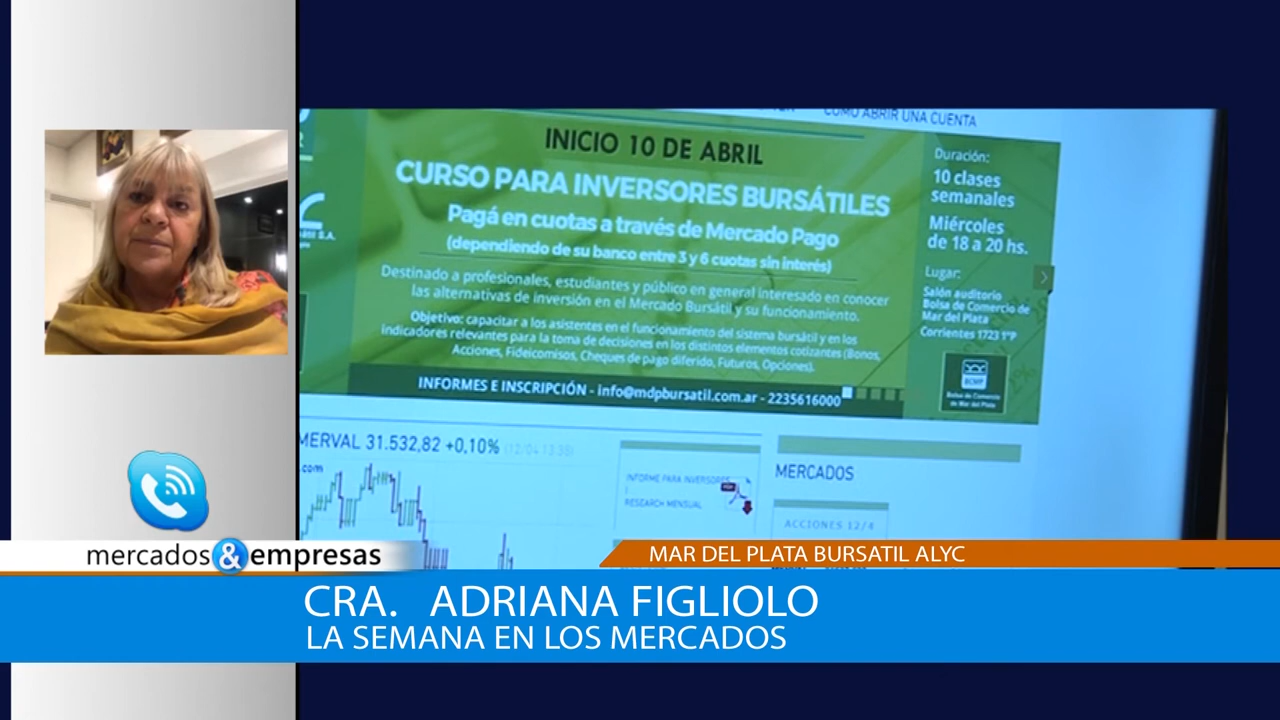 COMO ABRIR UNA CUENTA
INICIO 10 DE ABRIL
CURSO PARA INVERSORES BURSÁTILES
Pagá en cuotas a través de Mercado Pago
(dependiendo de su banco entre 3 y 6 cuotas sin interés)
Destinado a profesionales, estudiantes y público en general interesado en conocer
las alternativas de inversión en el Mercado Bursátil y su funcionamiento.
Objetivo: capacitar a los asistentes en el funcionamiento del sistema bursátil y en los
indicadores relevantes para la toma de decisiones en los distintos elementos cotizantes (Bonos,
Acciones, Fideicomisos, Cheques de pago diferido, Futuros, Opciones).
INFORMES E INSCRIPCIÓN - info@mdpbursatil.com.ar - 2235616000
Duración:
10 clases
semanales
Miércoles
de 18 a 20 hs.
Lugar:
Salón auditorio
Bolsa de Comercio de
Mar del Plata
Corrientes 1723 1ºP
Bolsa de Comercio
de Mar del Plata
MERVAL 31.532,82 +0,10% (12/04 13:38)
.com
INFORME PARA INVERSORES
RESEARCH MENSUAL
MERCADOS
ACCIONES 12/4
mercados&empresas
MAR DEL PLATA BURSATIL ALYC
CRA. ADRIANA FIGLIOLO
LA SEMANA EN LOS MERCADOS